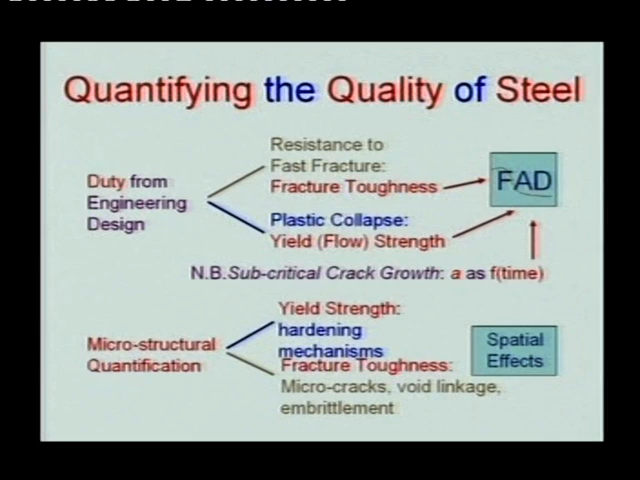 Quantifying the Quality of Steel
Resistance to
Fast Fracture:
Fracture Toughness
Duty from
Engineering
Design
FAD
Plastic Collapse:
Yield (Flow) Strength
N.B.Sub-critical Crack Growth: a as f(time)
Yield Strength:
hardening
mechanisms
Micro-structural
Quantification
Fracture Toughness:
Micro-cracks, void linkage,
embrittlement
Spatial
Effects